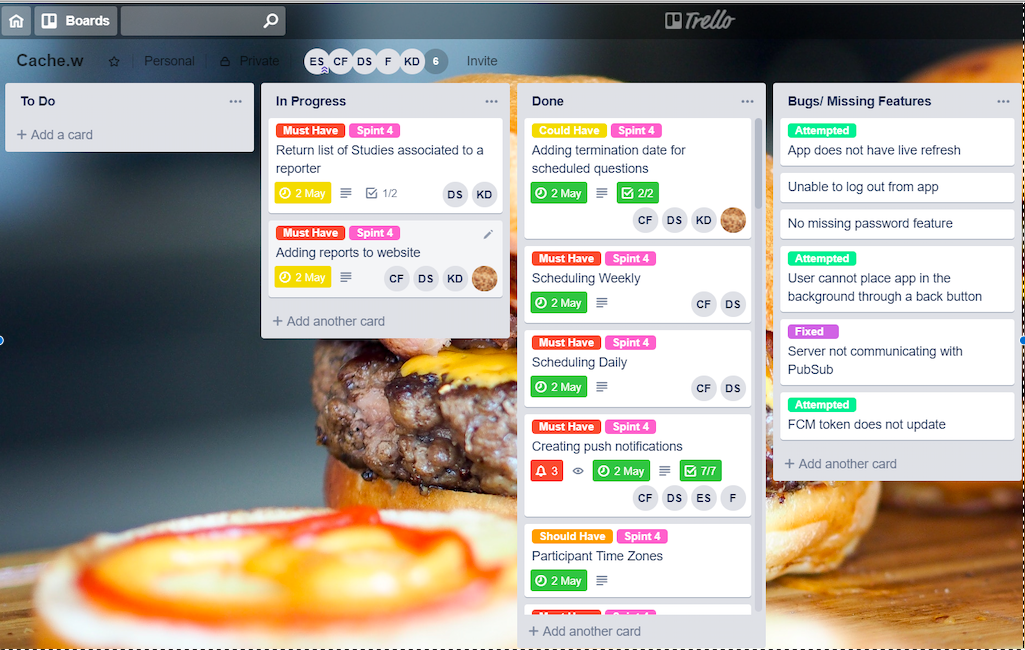 Boards
Trello
Cache.w Personal Private ES CF DS F KD 6 Invite
To Do
+ Add a card
In Progress
Must Have Spint 4
Return list of Studies associated to a
reporter
2 May 1/2 DS KD
Must Have Spint 4
Adding reports to website
2 May CF DS KD
+ Add another card
Done
Could Have Spint 4
Adding termination date for
scheduled questions
2 May 2/2
CF DS KD
Must Have Spint 4
Scheduling Weekly
2 May CF DS
Must Have Spint 4
Scheduling Daily
2 May CF DS
Must Have Spint 4
Creating push notifications
3 2 May 7/7
CF DS ES F
Should Have Spint 4
Participant Time Zones
2 May
Must Have Spint 4
+ Add another card
Bugs/ Missing Features
Attempted
App does not have live refresh
Unable to log out from app
No missing password feature
Attempted
User cannot place app in the
background through a back button
Fixed
Server not communicating with
PubSub
Attempted
FCM token does not update
+ Add another card